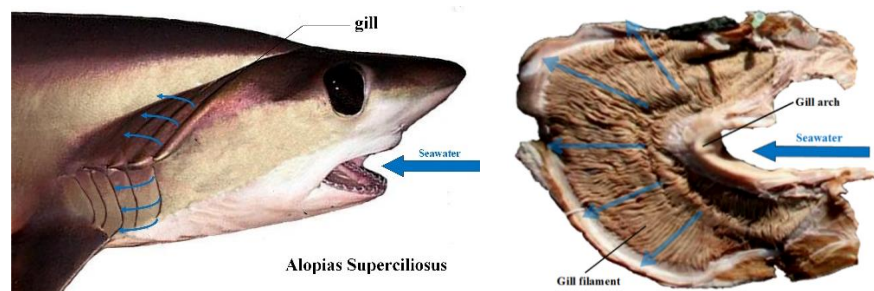 gill
Seawater
Alopias Superciliosus
Gill arch
Seawater
Gill filament